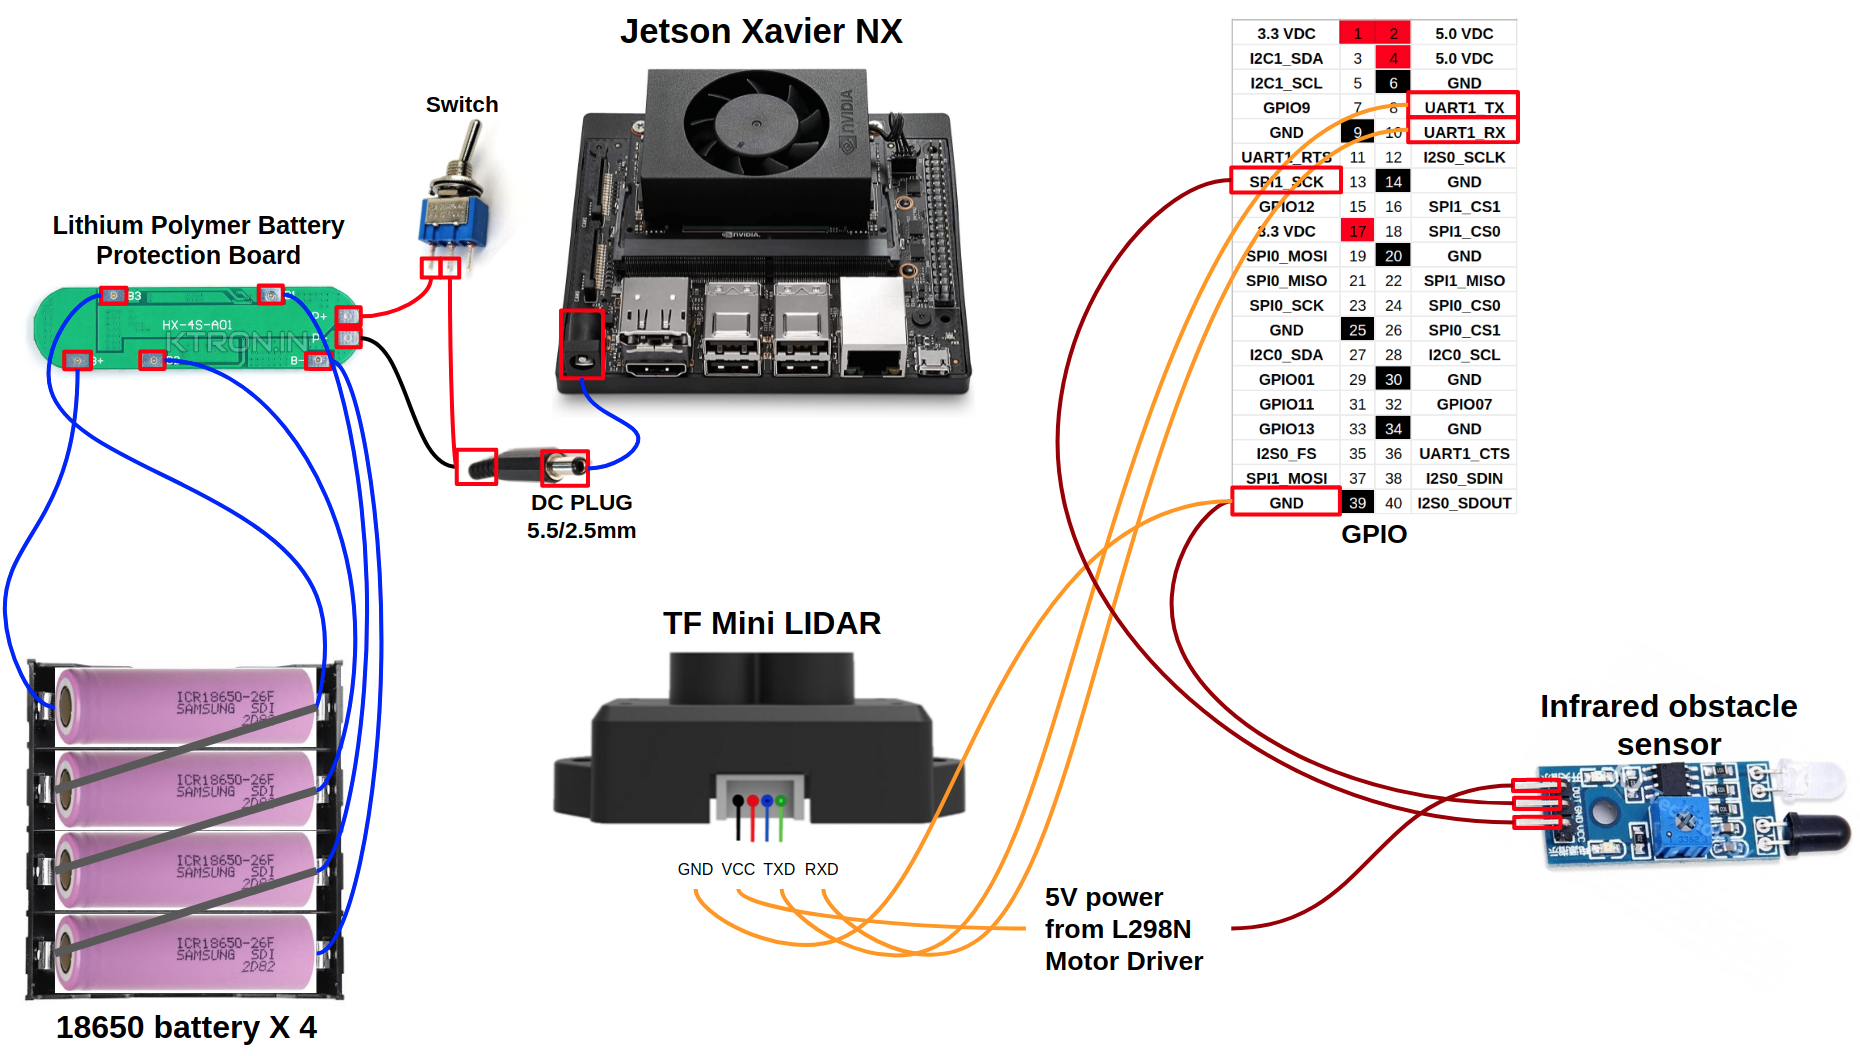 Jetson Xavier NX
Switch
Lithium Polymer Battery
Protection Board
B3
P+
HX-4S-A01
KTRON.IN
B+
B-
NVIDIA
NVIDIA.
DC PLUG
5.5/2.5mm
3.3 VDC 1 2 5.0 VDC
I2C1_SDA 3 4 5.0 VDC
I2C1_SCL 5 6 GND
GPIO9 7 8 UART1_TX
GND 9 10 UART1_RX
UART1_RTS 11 12 I2S0_SCLK
SPI1_SCK 13 14 GND
GPIO12 15 16 SPI1_CS1
3.3 VDC 17 18 SPI1_CS0
SPI0_MOSI 19 20 GND
SPI0_MISO 21 22 SPI1_MISO
SPI0_SCK 23 24 SPI0_CS0
GND 25 26 SPI0_CS1
I2C0_SDA 27 28 I2C0_SCL
GPIO01 29 30 GND
GPIO11 31 32 GPIO07
GPIO13 33 34 GND
I2S0_FS 35 36 UART1_CTS
SPI1_MOSI 37 38 I2S0_SDIN
GND 39 40 I2S0_SDOUT
GPIO
TF Mini LIDAR
GND VCC TXD RXD
5V power
from L298N
Motor Driver
Infrared obstacle
sensor
OUT GND VCC
ICR18650-26F
SAMSUNG SDI
2D82
ICR18650-26F
SAMSUNG SDI
2D82
ICR18650-26F
SAMSUNG SDI
2D82
ICR18650-26F
SAMSUNG SDI
2D82
18650 battery X 4